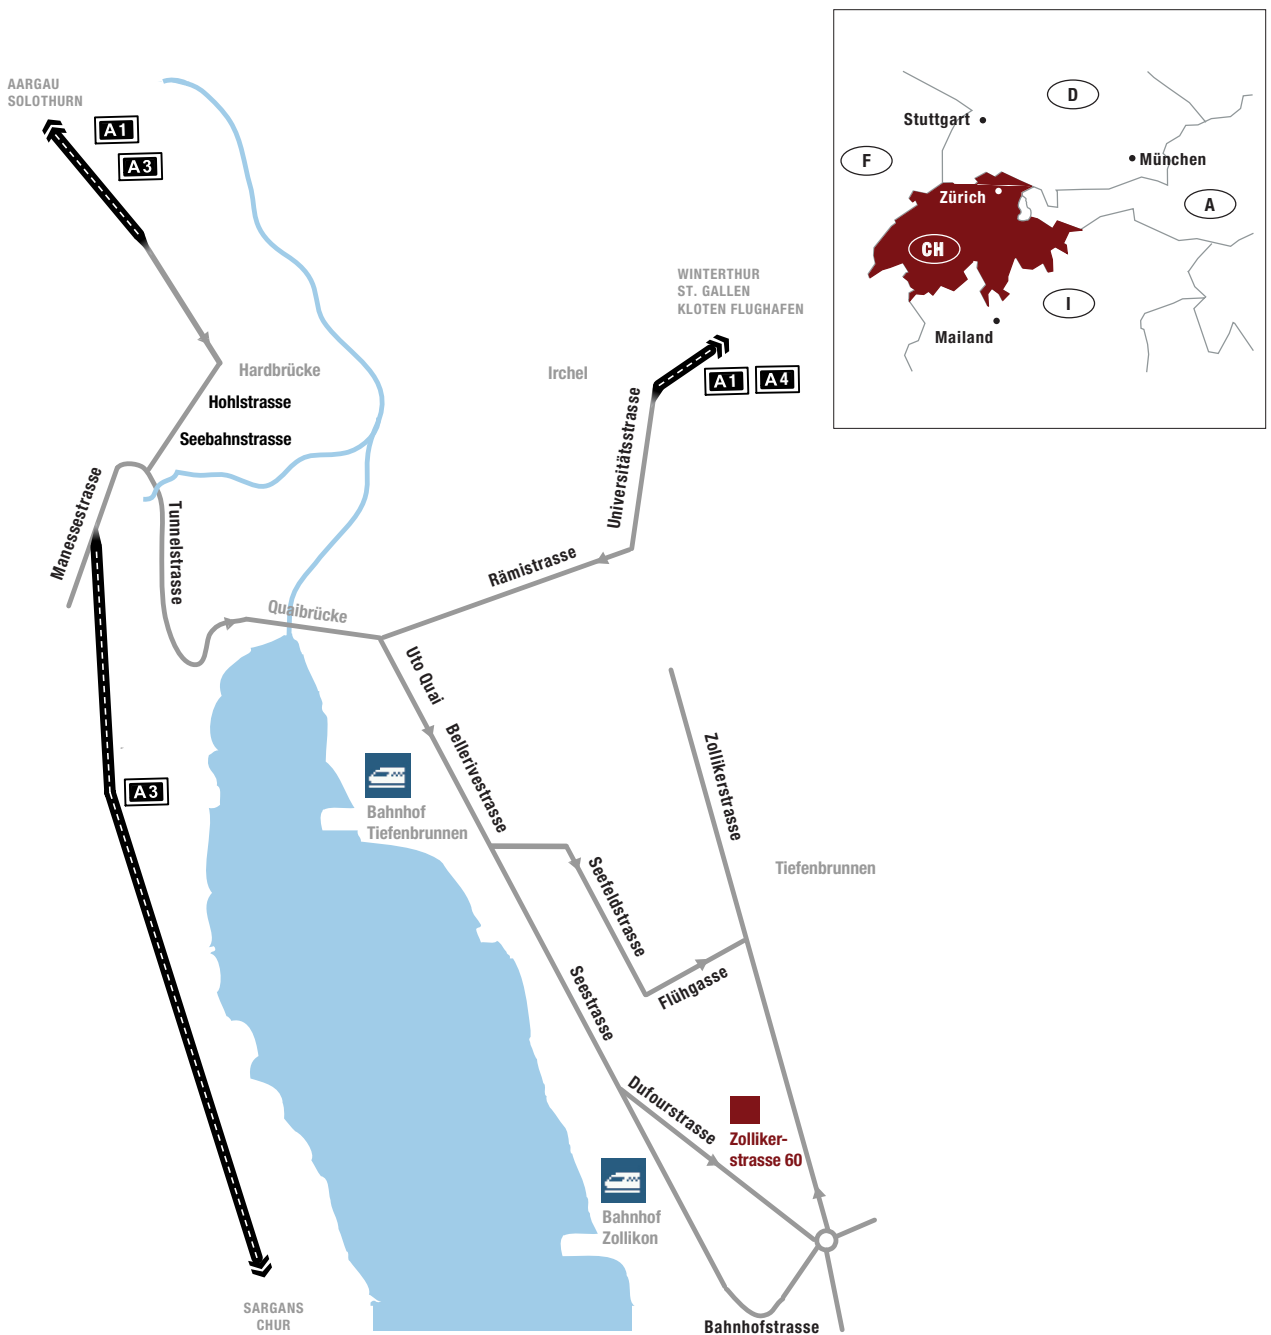 AARGAU
SOLOTHURN
A1
A3
Hardbrücke
Hohlstrasse
Seebahnstrasse
Manessestrasse
Tunnelstrasse
Quaibrücke
A3
SARGANS
CHUR
WINTERTHUR
ST. GALLEN
KLOTEN FLUGHAFEN
A1
A4
Irchel
Universitätsstrasse
Rämistrasse
Uto Quai
Bellerivestrasse
Bahnhof
Tiefenbrunnen
Zollikerstrasse
Tiefenbrunnen
Seefeldstrasse
Flühgasse
Seestrasse
Dufourstrasse
Zolliker-
strasse 60
Bahnhof
Zollikon
Bahnhofstrasse
D
Stuttgart
F
München
Zürich
A
CH
I
Mailand